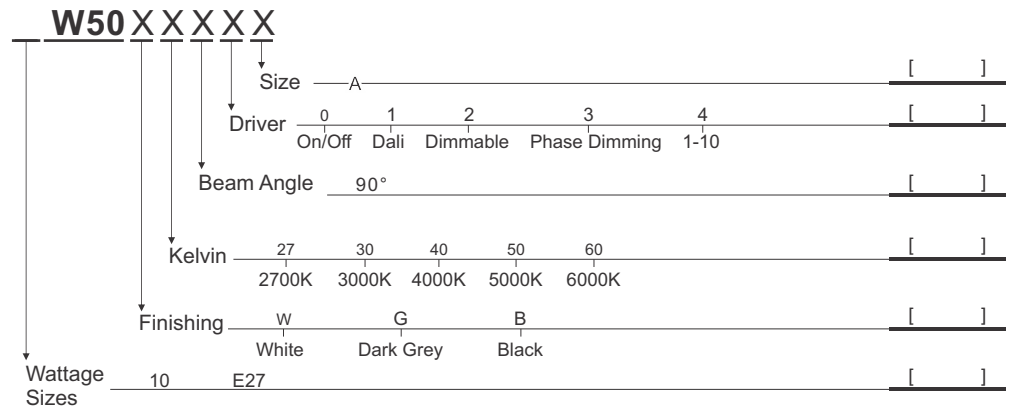 W50 X X X X X
Size A [ ]
Driver 0 1 2 3 4 [ ]
On/Off Dali Dimmable Phase Dimming 1-10
Beam Angle 90° [ ]
Kelvin 27 30 40 50 60 [ ]
2700K 3000K 4000K 5000K 6000K
Finishing W G B [ ]
White Dark Grey Black
Wattage 10 E27 [ ]
Sizes